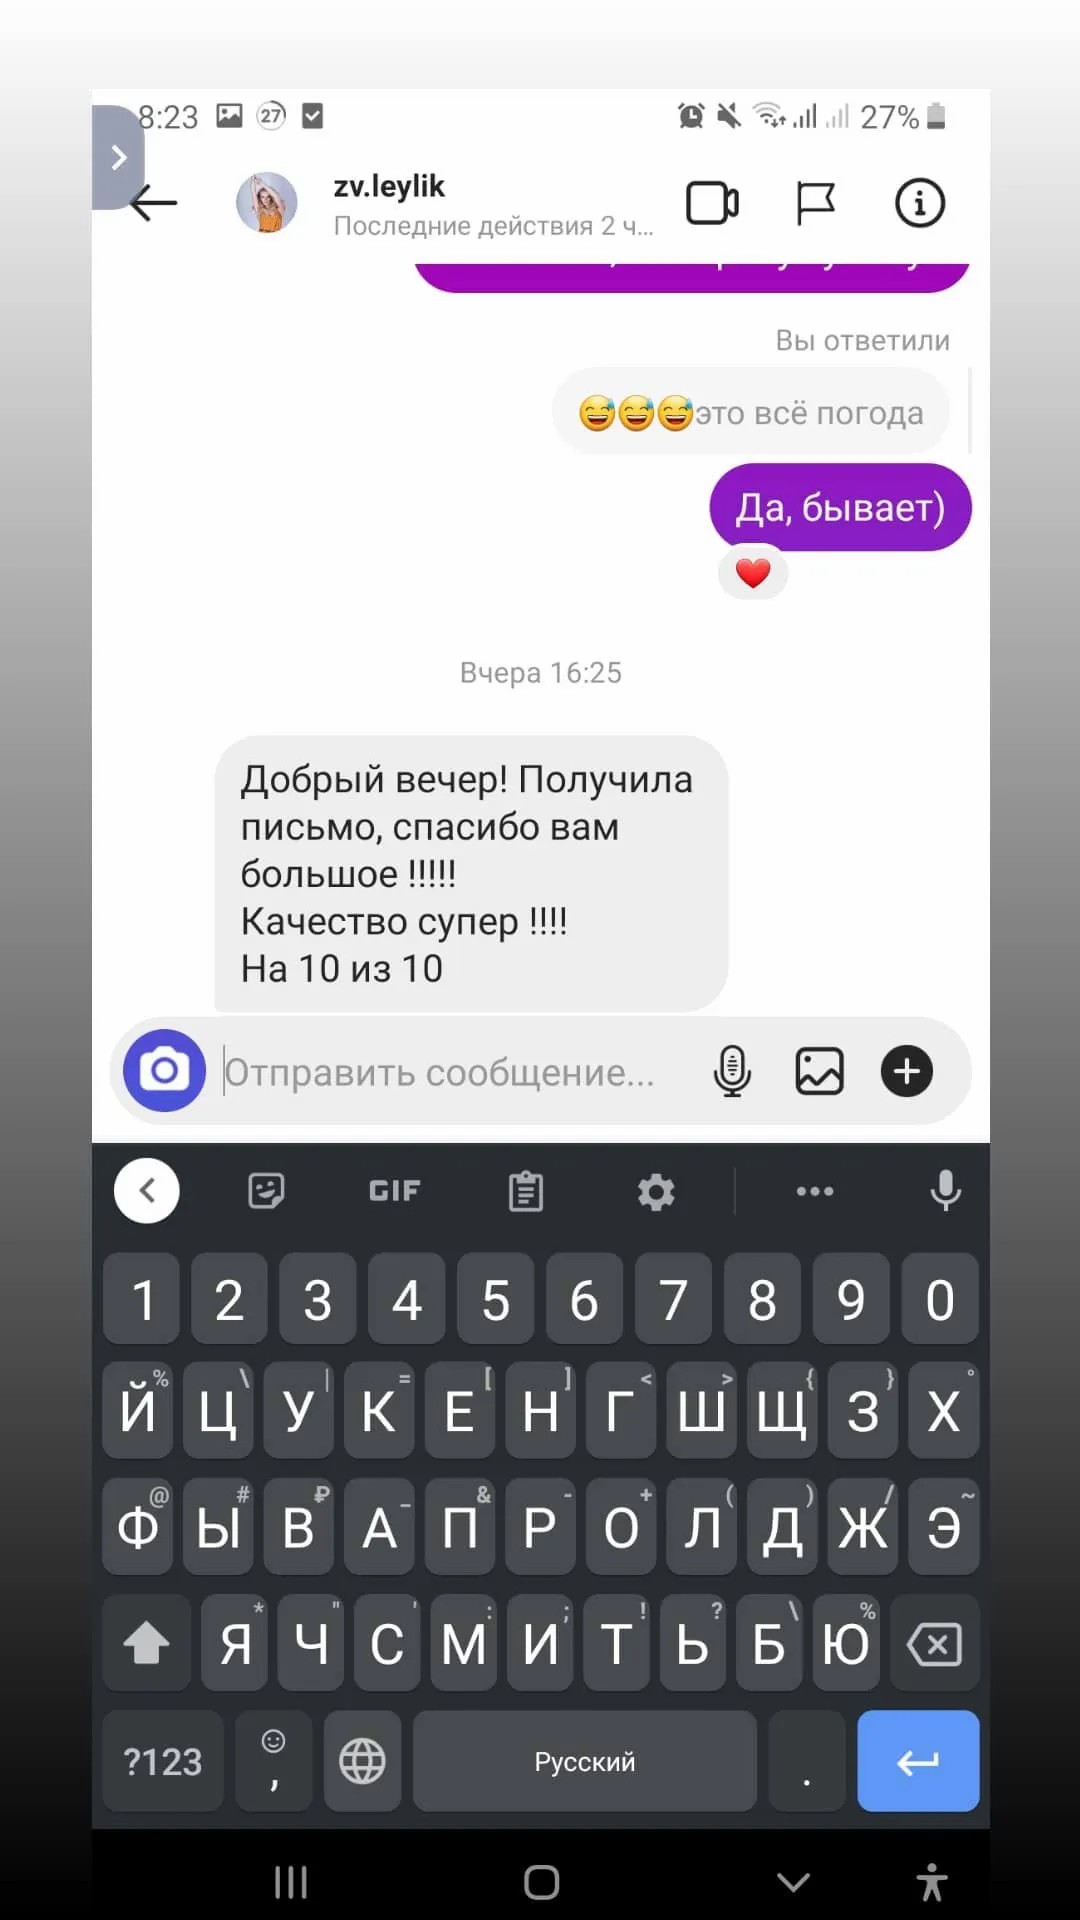 8:23 27 27%
zv.leylik
Последние действия 2 ч...
Вы ответили
😅😅😅это всё погода
Да, бывает)
Вчера 16:25
Добрый вечер! Получила
письмо, спасибо вам
большое !!!!!
Качество супер !!!!
На 10 из 10
Отправить сообщение...
GIF
1 2 3 4 5 6 7 8 9 0
% \ | = [ ] < > { } °
Й Ц У К Е Н Г Ш Щ З Х
@ # ₽ _ & - + ( ) / ~
Ф Ы В А П Р О Л Д Ж Э
* " ' : ; ! ? \ %
Я Ч С М И Т Ь Б Ю
?123 , Русский .